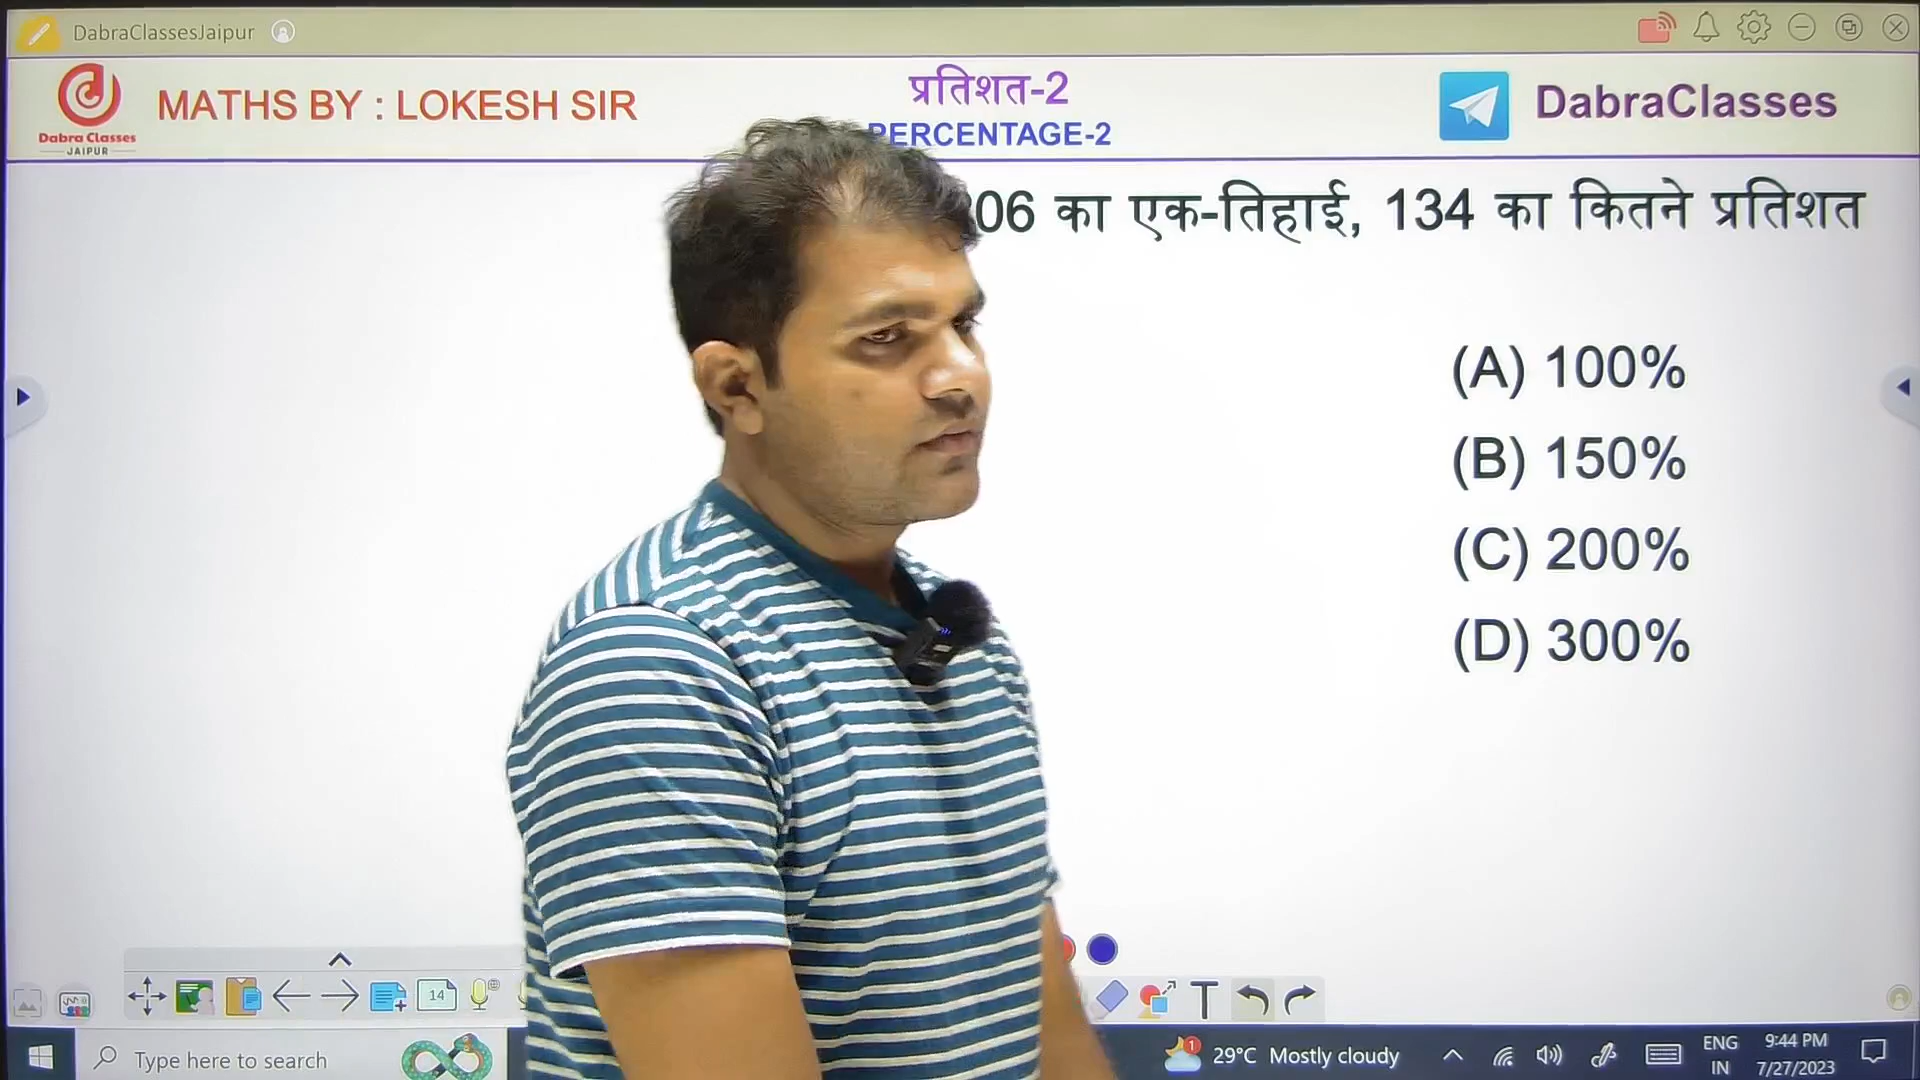 DabraClassesJaipur
Dabra Classes
JAIPUR
MATHS BY : LOKESH SIR
प्रतिशत-2
PERCENTAGE-2
DabraClasses
06 का एक-तिहाई, 134 का कितने प्रतिशत
(A) 100%
(B) 150%
(C) 200%
(D) 300%
14
Type here to search
1
29°C Mostly cloudy
ENG
IN
9:44 PM
7/27/2023